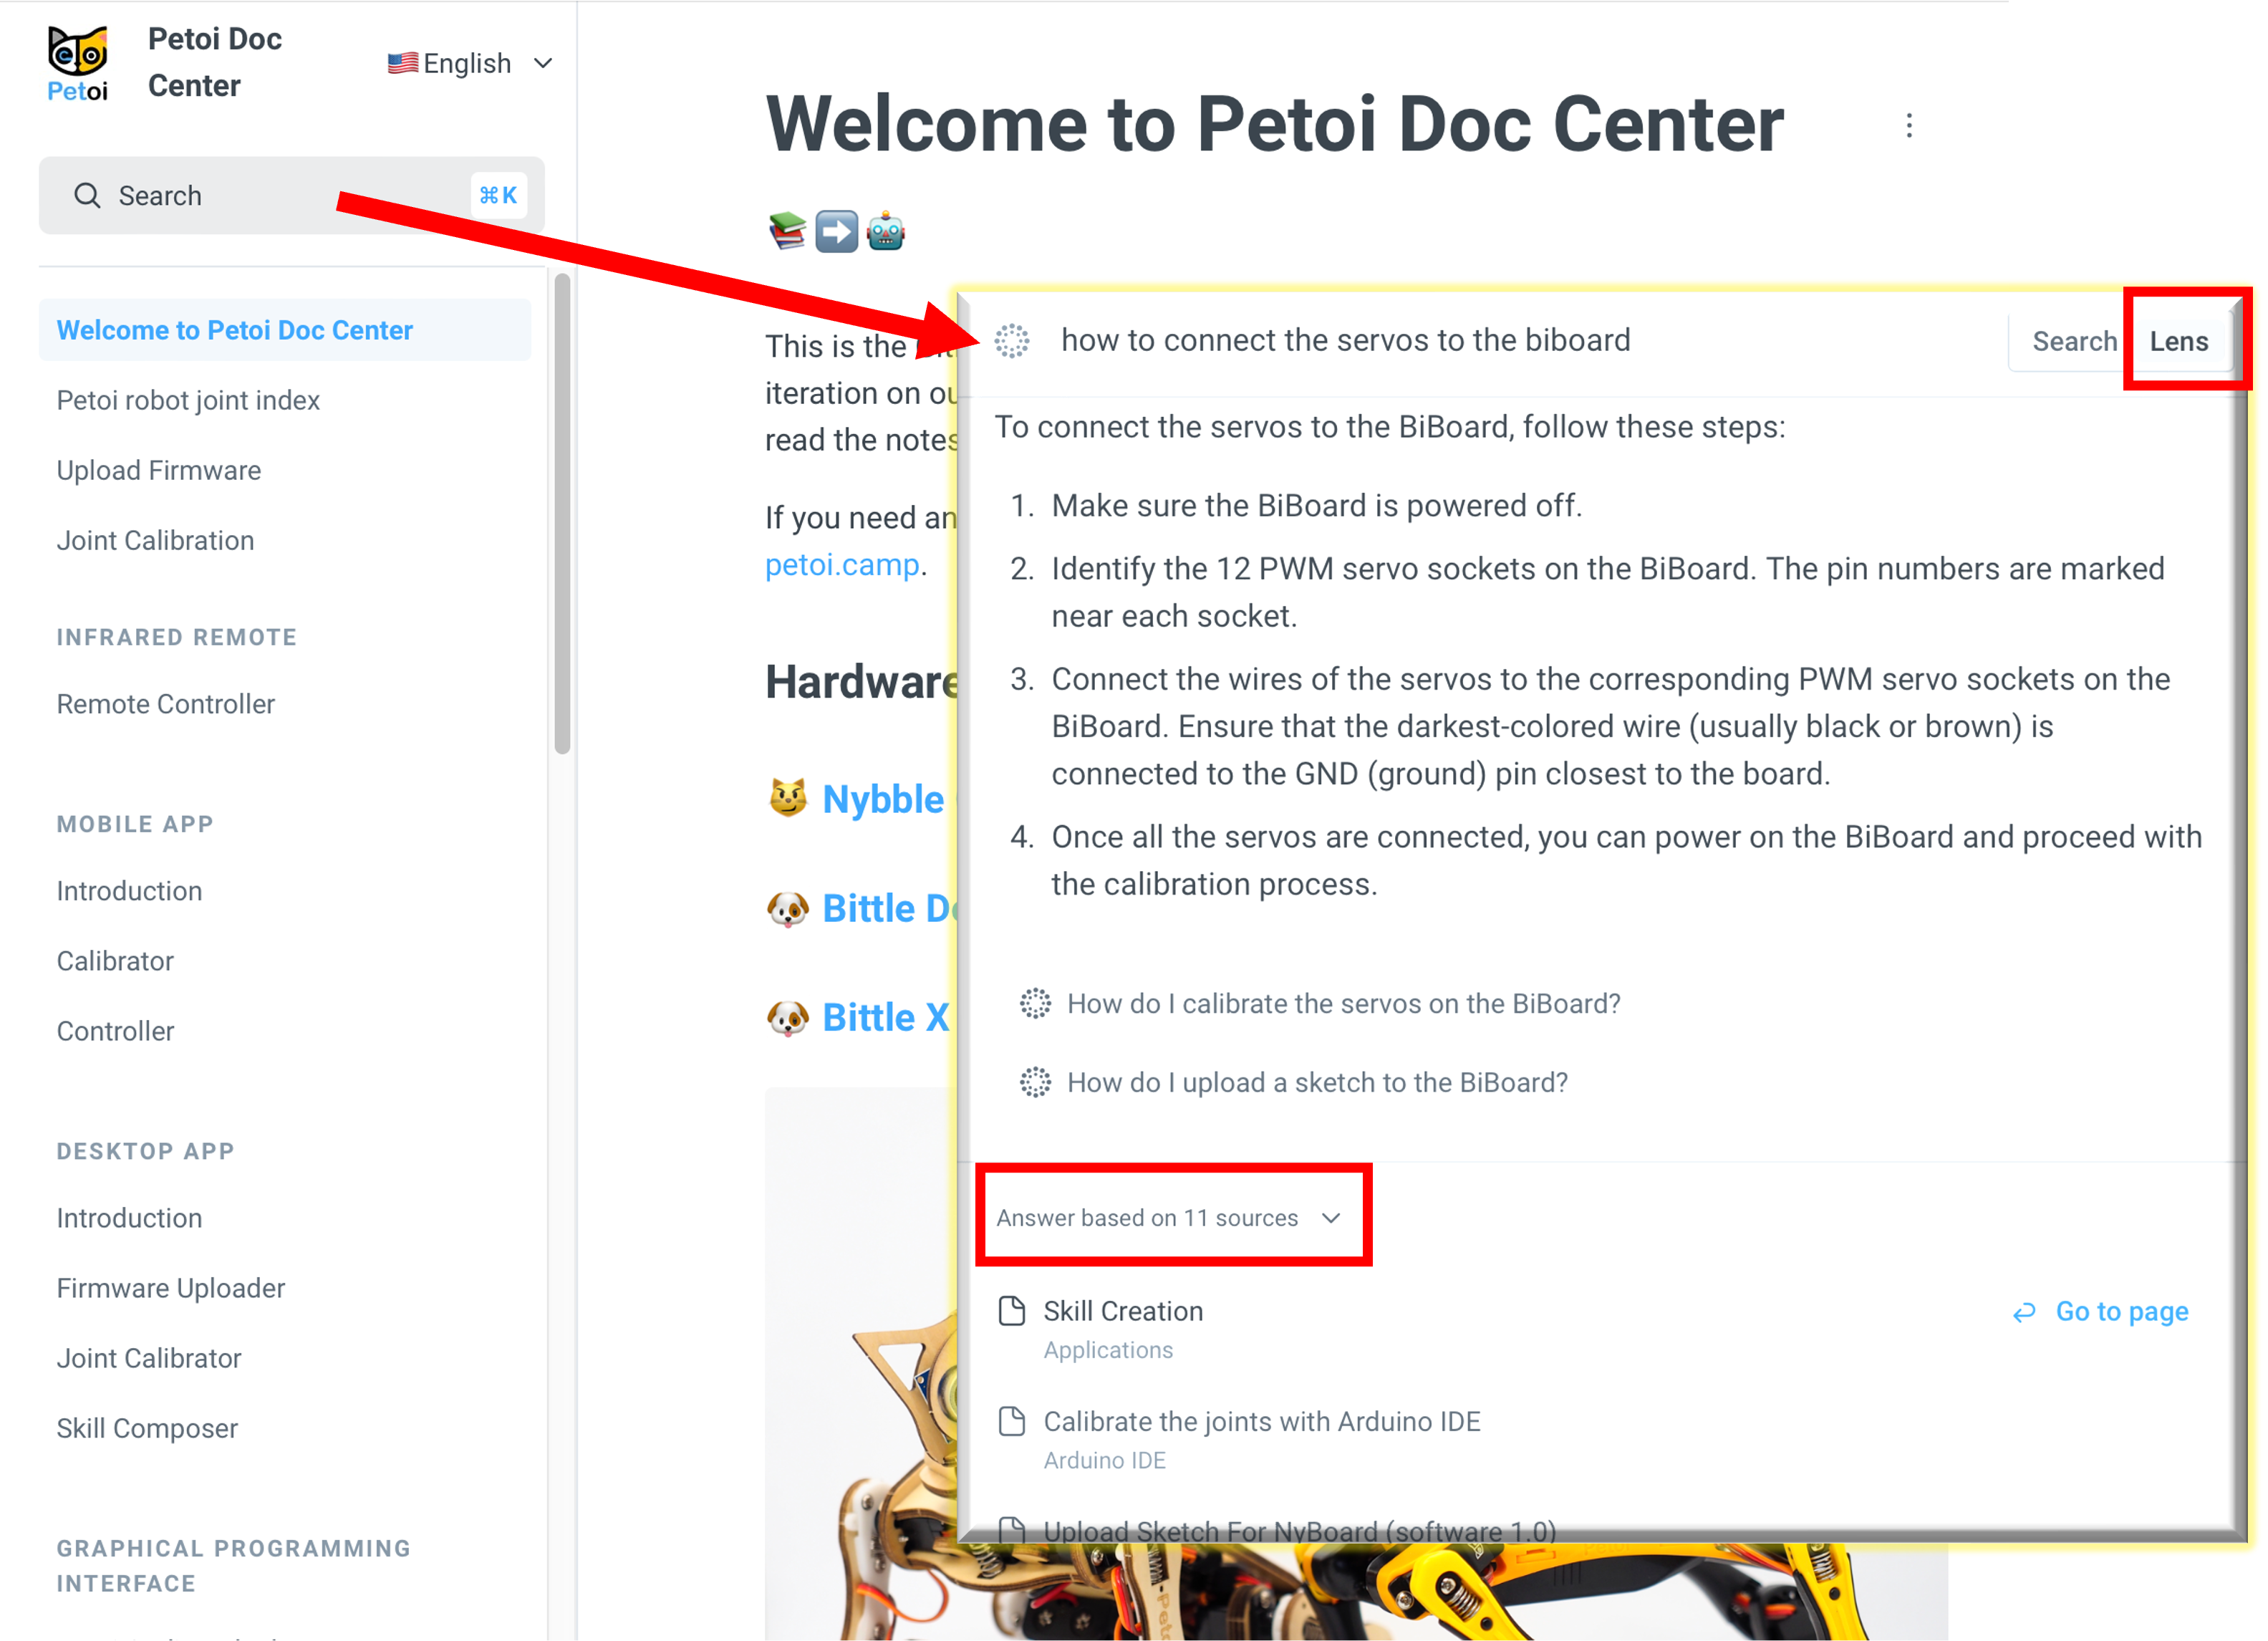 Petoi
Petoi Doc
Center
English
Search
⌘K
Welcome to Petoi Doc Center
Petoi robot joint index
Upload Firmware
Joint Calibration
INFRARED REMOTE
Remote Controller
MOBILE APP
Introduction
Calibrator
Controller
DESKTOP APP
Introduction
Firmware Uploader
Joint Calibrator
Skill Composer
GRAPHICAL PROGRAMMING
INTERFACE
Welcome to Petoi Doc Center
This is the
iteration on
read the notes
If you need
petoi.camp.
Hardware
Nybble
Bittle
Bittle X
how to connect the servos to the biboard
Search
Lens
To connect the servos to the BiBoard, follow these steps:
1. Make sure the BiBoard is powered off.
2. Identify the 12 PWM servo sockets on the BiBoard. The pin numbers are marked
near each socket.
3. Connect the wires of the servos to the corresponding PWM servo sockets on the
BiBoard. Ensure that the darkest-colored wire (usually black or brown) is
connected to the GND (ground) pin closest to the board.
4. Once all the servos are connected, you can power on the BiBoard and proceed with
the calibration process.
How do I calibrate the servos on the BiBoard?
How do I upload a sketch to the BiBoard?
Answer based on 11 sources
Skill Creation
Go to page
Applications
Calibrate the joints with Arduino IDE
Arduino IDE
Upload Sketch For NyBoard (software 1.0)